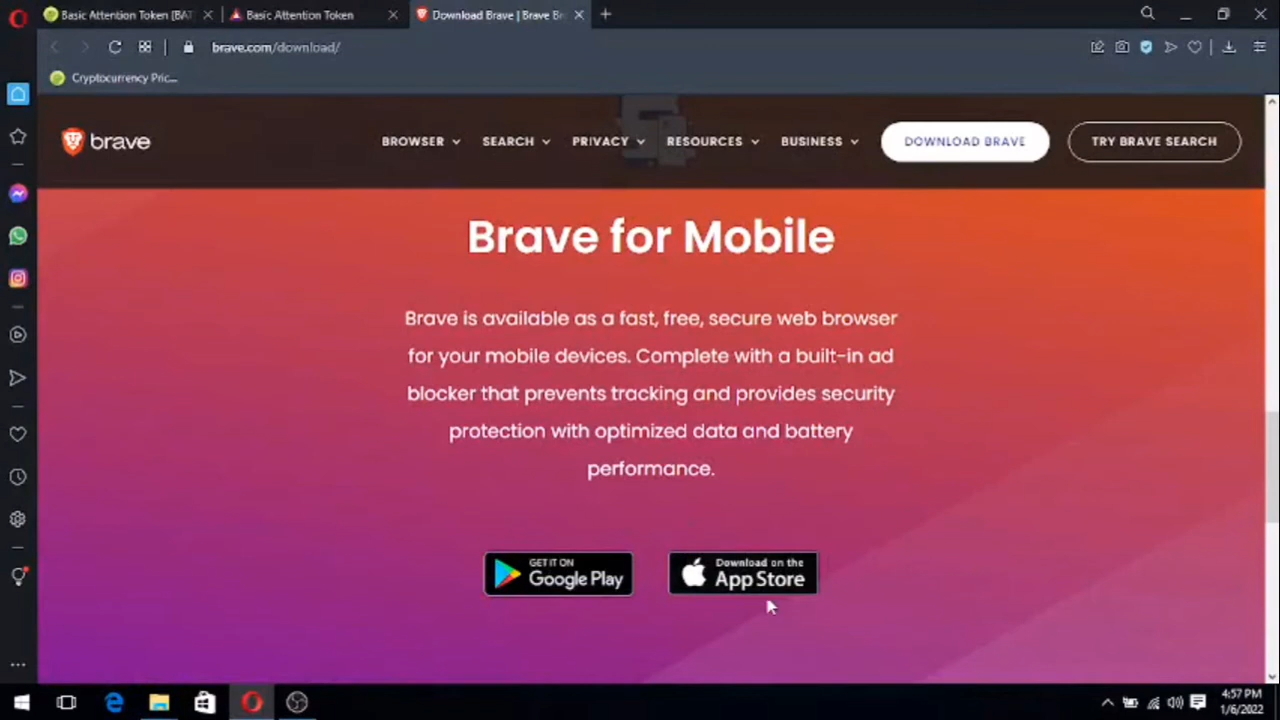 Basic Attention Token [BAT
Basic Attention Token
Download Brave | Brave Br
brave.com/download/
Cryptocurrency Pric...
brave
BROWSER
SEARCH
PRIVACY
RESOURCES
BUSINESS
DOWNLOAD BRAVE
TRY BRAVE SEARCH
Brave for Mobile
Brave is available as a fast, free, secure web browser
for your mobile devices. Complete with a built-in ad
blocker that prevents tracking and provides security
protection with optimized data and battery
performance.
GET IT ON
Google Play
Download on the
App Store
4:57 PM
1/6/2022